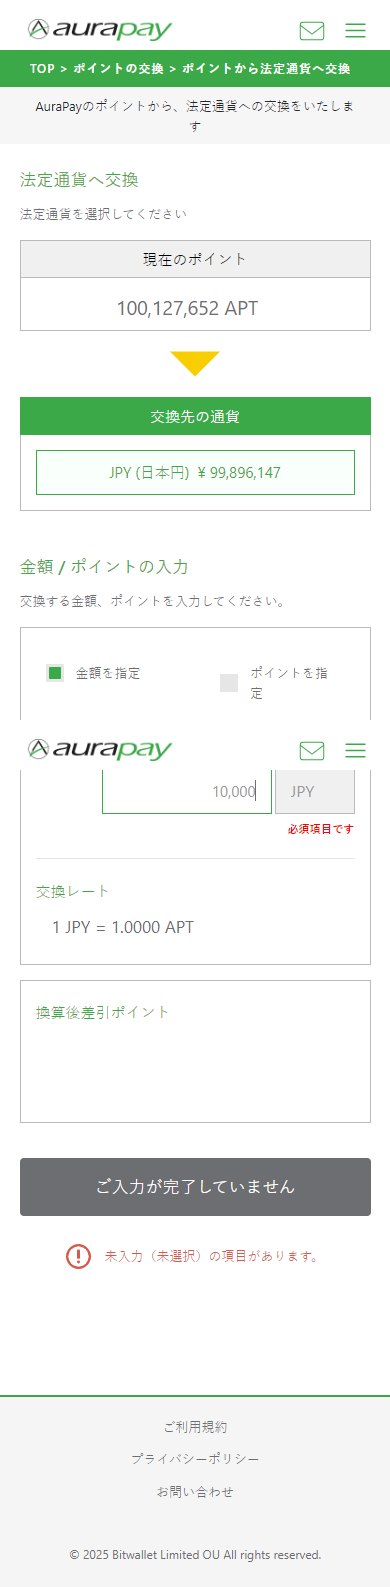 aurapay
TOP > ポイントの交換 > ポイントから法定通貨へ交換
AuraPayのポイントから、法定通貨への交換をいたしま
す
法定通貨へ交換
法定通貨を選択してください
現在のポイント
100,127,652 APT
交換先の通貨
JPY (日本円) ¥ 99,896,147
金額 / ポイントの入力
交換する金額、ポイントを入力してください。
金額を指定
ポイントを指
定
aurapay
10,000 JPY
必須項目です
交換レート
1 JPY = 1.0000 APT
換算後差引ポイント
ご入力が完了していません
未入力（未選択）の項目があります。
ご利用規約
プライバシーポリシー
お問い合わせ
© 2025 Bitwallet Limited OU All rights reserved.